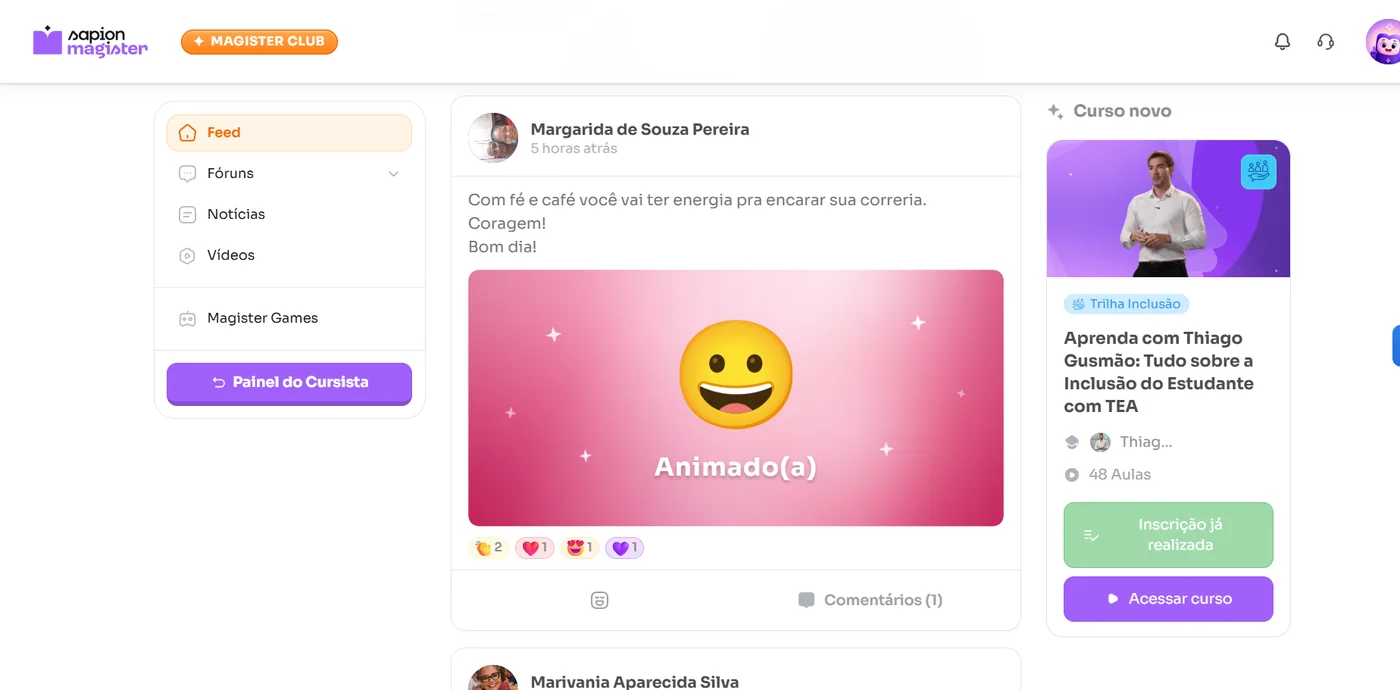 sapion
magister
MAGISTER CLUB
Feed
Fóruns
Notícias
Vídeos
Magister Games
Painel do Cursista
Margarida de Souza Pereira
5 horas atrás
Com fé e café você vai ter energia pra encarar sua correria.
Coragem!
Bom dia!
Animado(a)
2
1
1
1
Comentários (1)
Marivania Aparecida Silva
Curso novo
Trilha Inclusão
Aprenda com Thiago
Gusmão: Tudo sobre a
Inclusão do Estudante
com TEA
Thiag...
48 Aulas
Inscrição já
realizada
Acessar curso